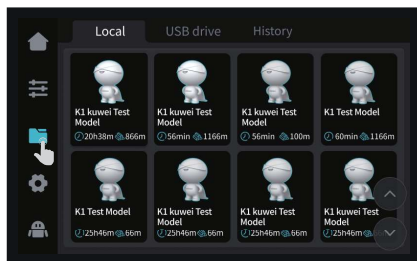 Local USB drive History
K1 kuwei Test
Model
20h38m 866m
K1 kuwei Test
Model
56min 1166m
K1 kuwei Test
Model
56min 100m
K1 Test Model
60min 1166m
K1 Test Model
25h46m 66m
K1 kuwei Test
Model
25h46m 66m
K1 kuwei Test
Model
25h46m 66m
K1 kuwei Test
Model
25h46m 66m